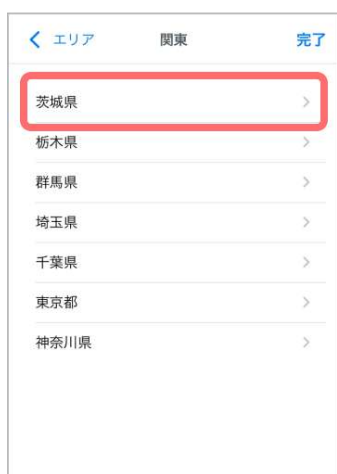 エリア 関東 完了
茨城県
栃木県
群馬県
埼玉県
千葉県
東京都
神奈川県